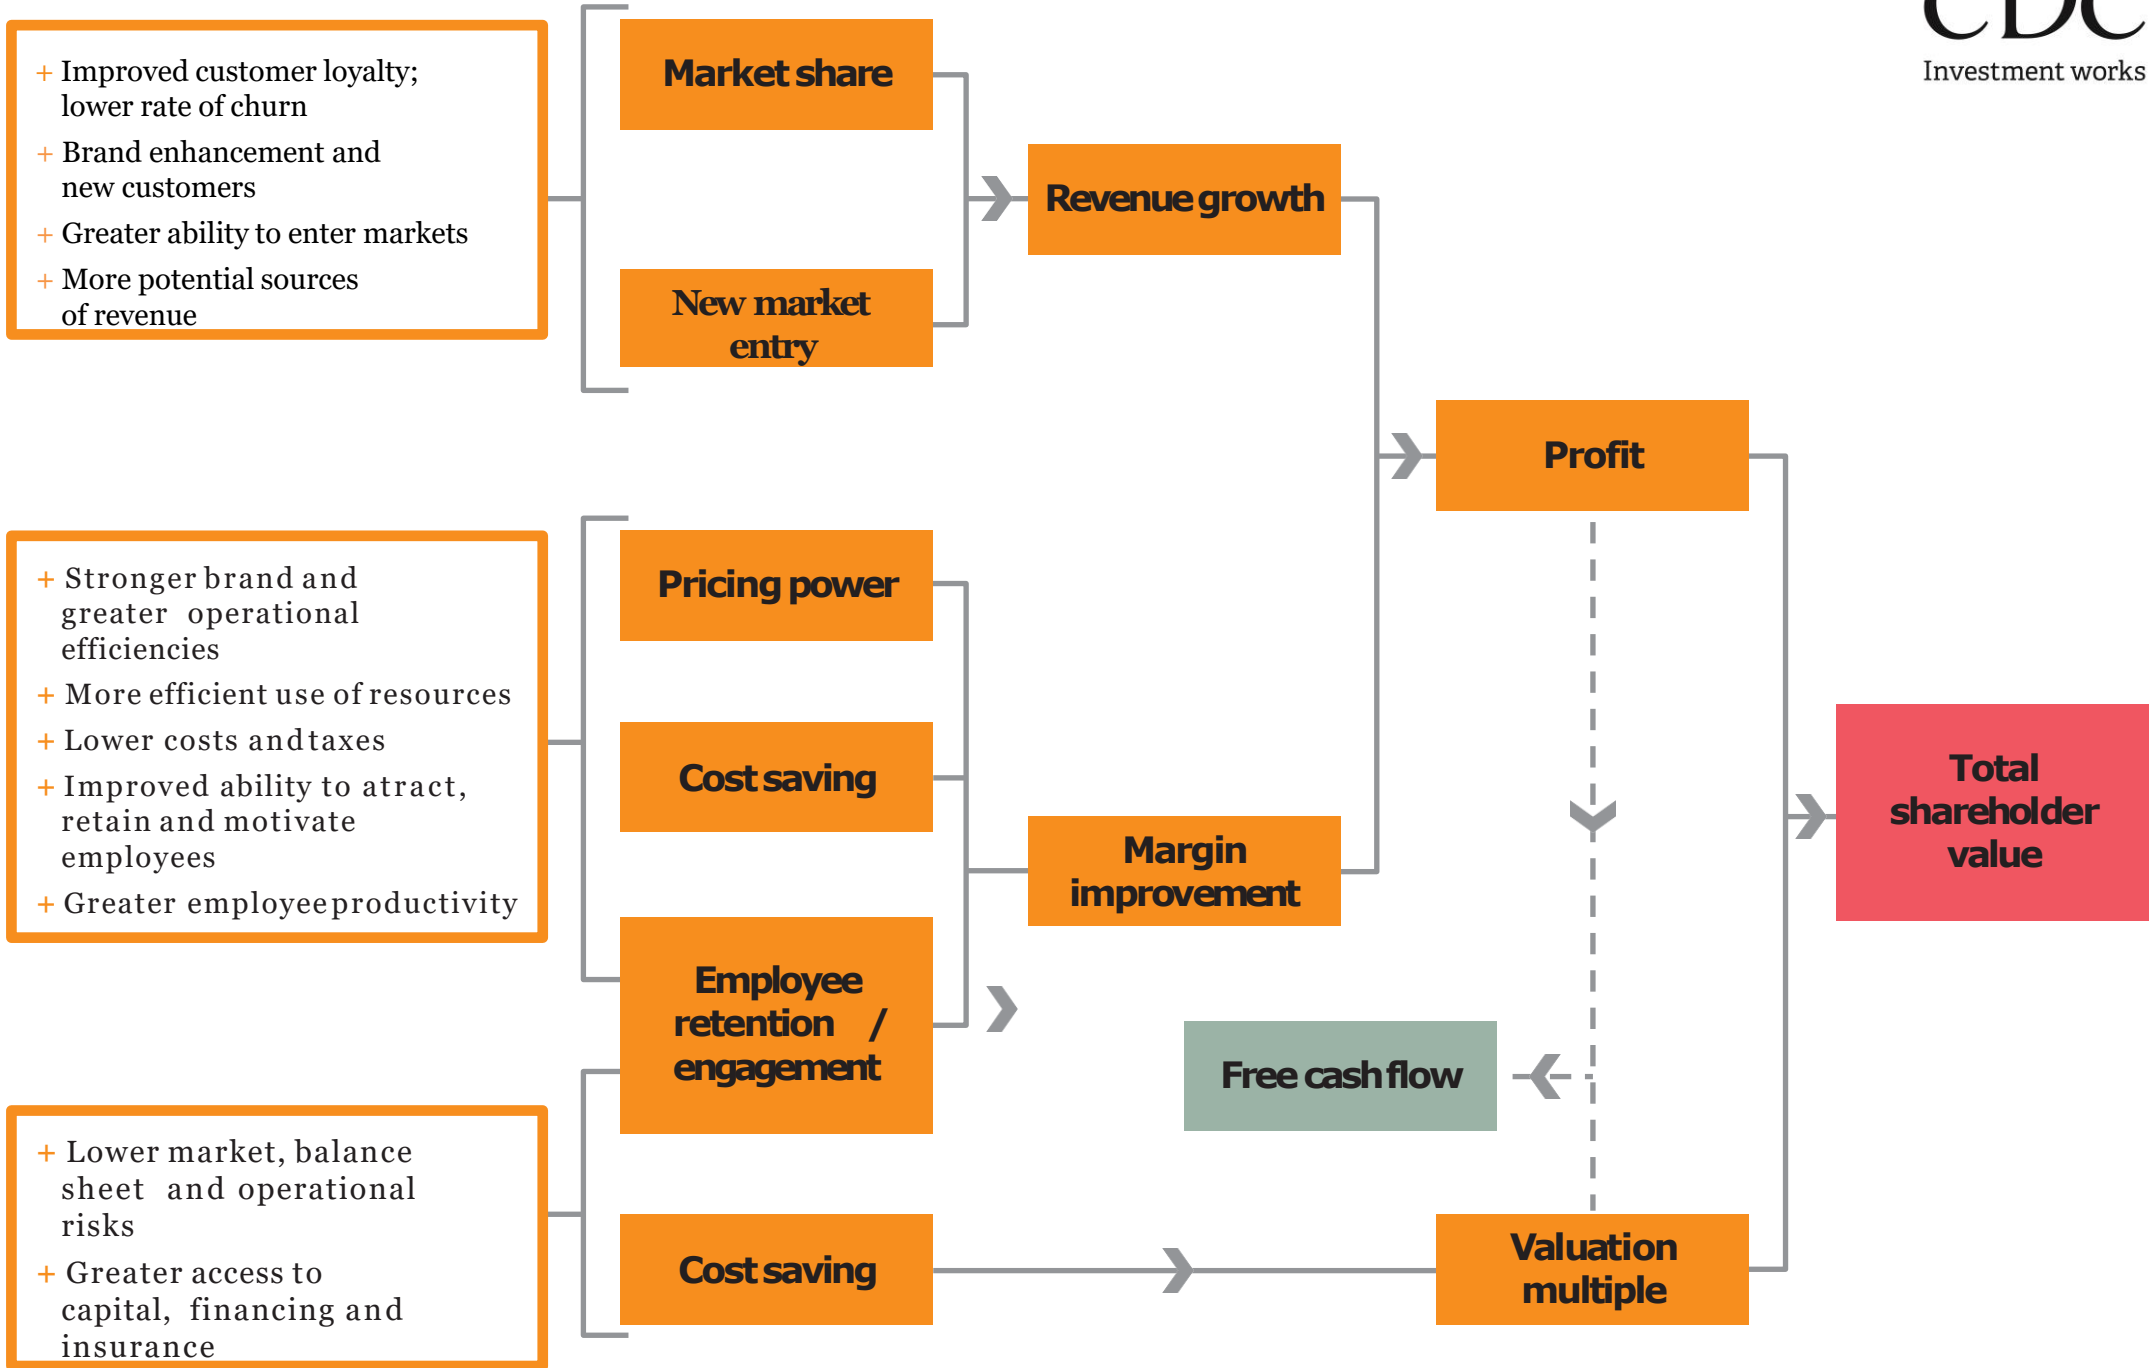 CDC
Investment works
+ Improved customer loyalty;
lower rate of churn
+ Brand enhancement and
new customers
+ Greater ability to enter markets
+ More potential sources
of revenue
Market share
New market
entry
Revenue growth
Profit
+ Stronger brand and
greater operational
efficiencies
+ More efficient use of resources
+ Lower costs and taxes
+ Improved ability to atract,
retain and motivate
employees
+ Greater employee productivity
Pricing power
Cost saving
Employee
retention /
engagement
Margin
improvement
Total
shareholder
value
Free cash flow
+ Lower market, balance
sheet and operational
risks
+ Greater access to
capital, financing and
insurance
Cost saving
Valuation
multiple